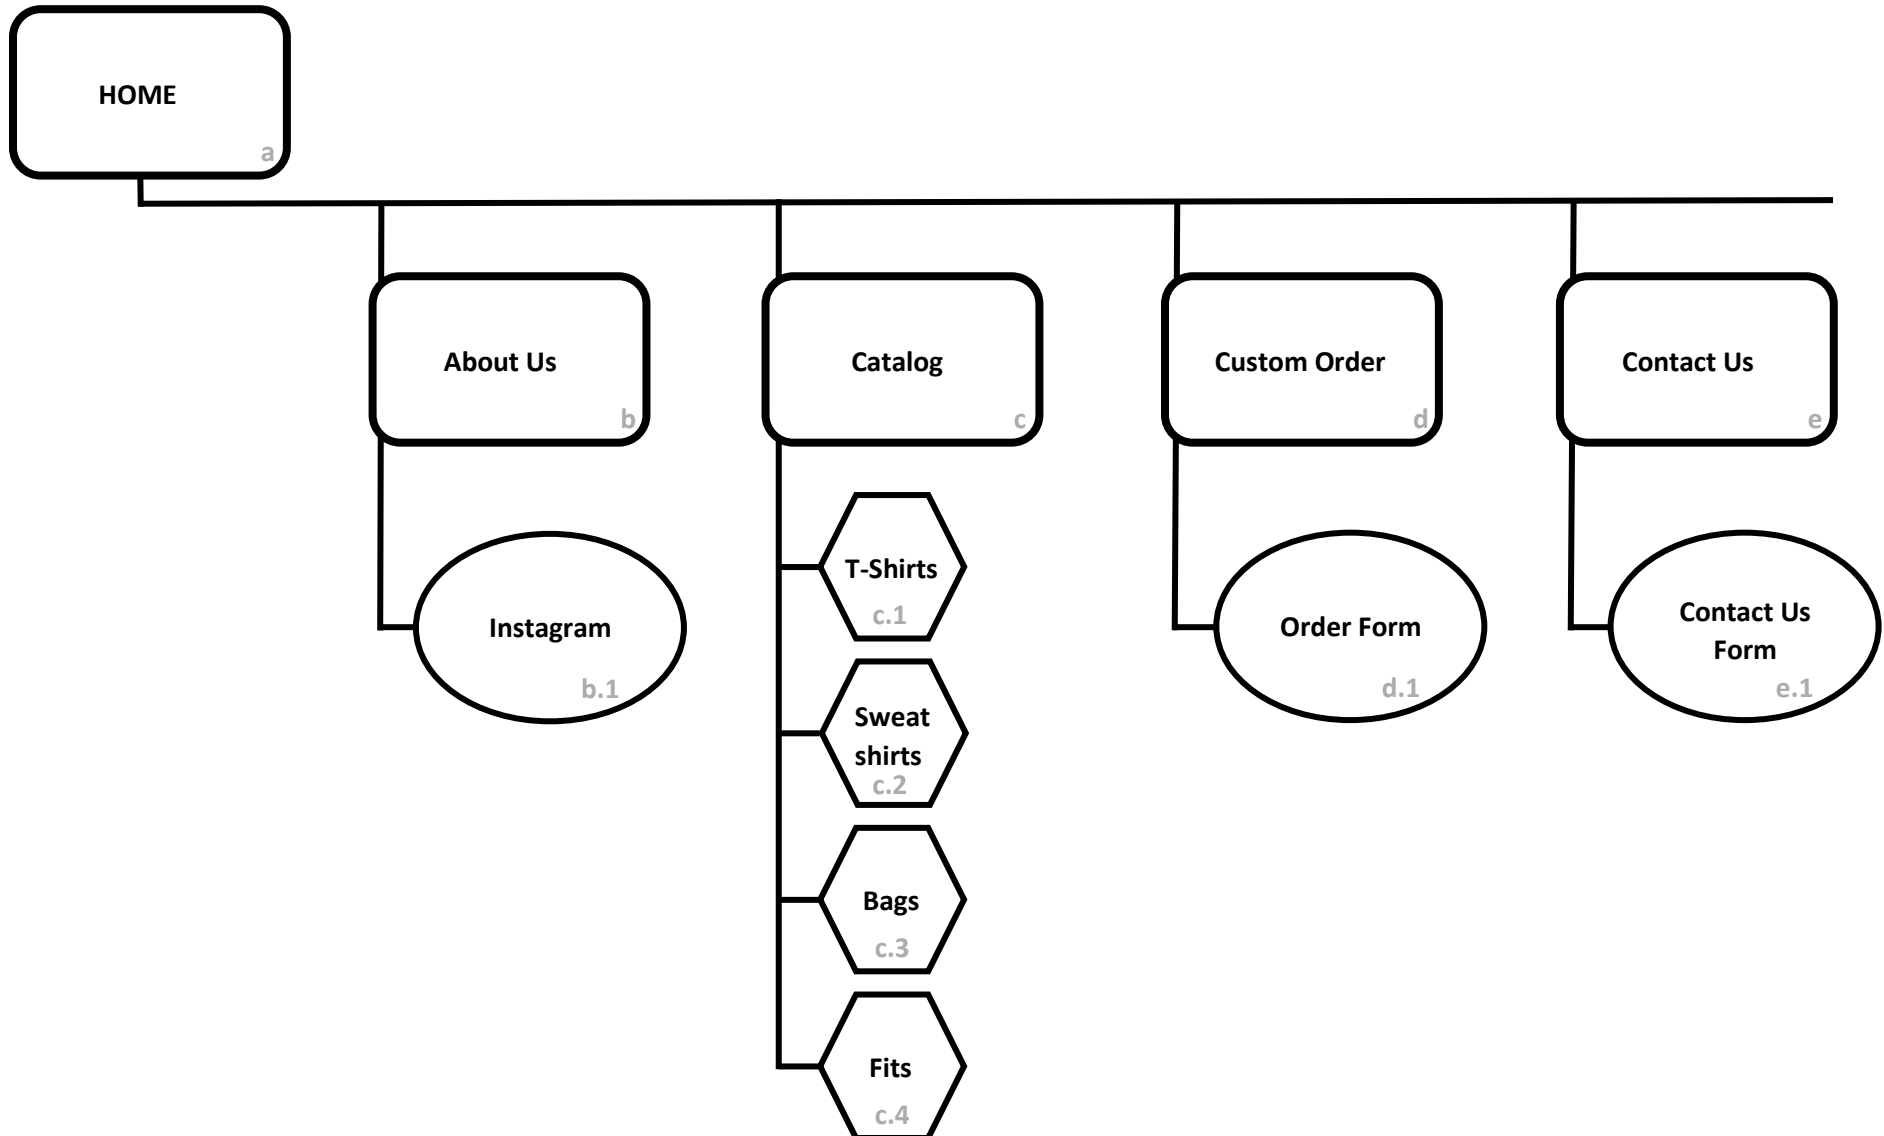 HOME
a
About Us
b
Catalog
c
Custom Order
d
Contact Us
e
Instagram
b.1
T-Shirts
c.1
Sweat
shirts
c.2
Bags
c.3
Fits
c.4
Order Form
d.1
Contact Us
Form
e.1